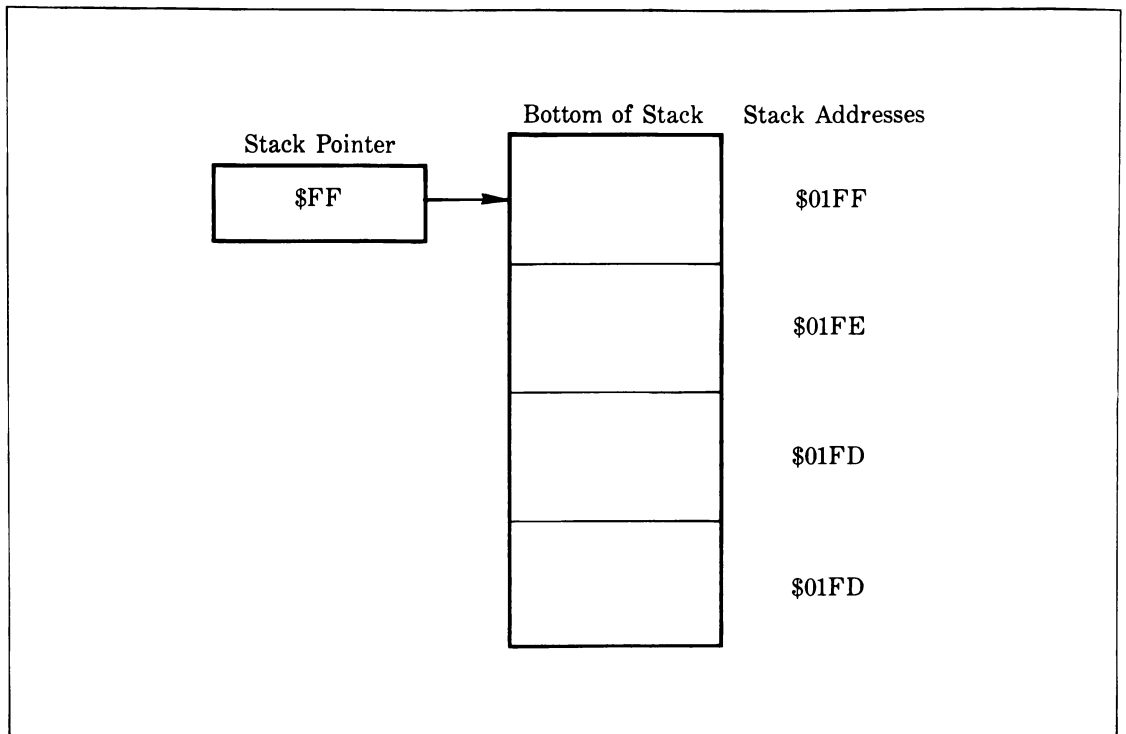 Bottom of Stack
Stack Addresses
Stack Pointer
$FF
$01FF
$01FE
$01FD
$01FD